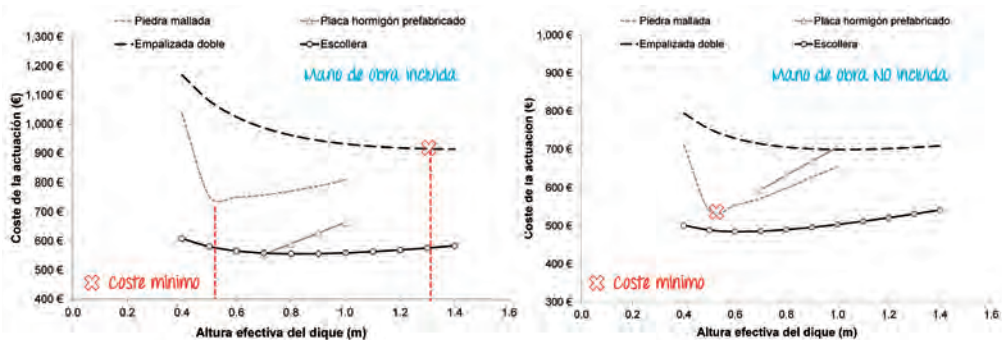 Piedra mallada
Placa hormigón prefabricado
Empalizada doble
Escollera
Mano de obra incluida
Coste de la actuación (€)
1,300 €
1,200 €
1,100 €
1,000 €
900 €
800 €
700 €
600 €
500 €
400 €
Coste mínimo
0.0 0.2 0.4 0.6 0.8 1.0 1.2 1.4 1.6
Altura efectiva del dique (m)
Piedra mallada
Placa hormigón prefabricado
Empalizada doble
Escollera
Mano de obra NO incluida
Coste de la actuación (€)
1,000 €
900 €
800 €
700 €
600 €
500 €
400 €
300 €
Coste mínimo
0.0 0.2 0.4 0.6 0.8 1.0 1.2 1.4 1.6
Altura efectiva del dique (m)